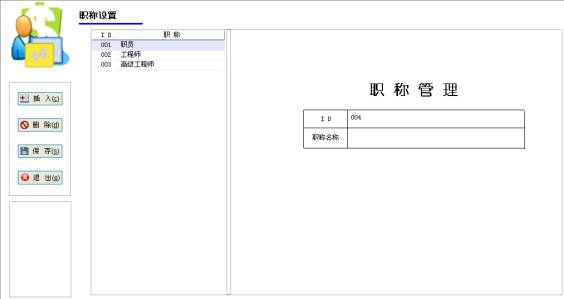 职称设置
ID 职称
001 职员
002 工程师
003 高级工程师
插 入(c)
删 除(d)
保 存(s)
退 出(q)
职 称 管 理
ID 004
职称名称